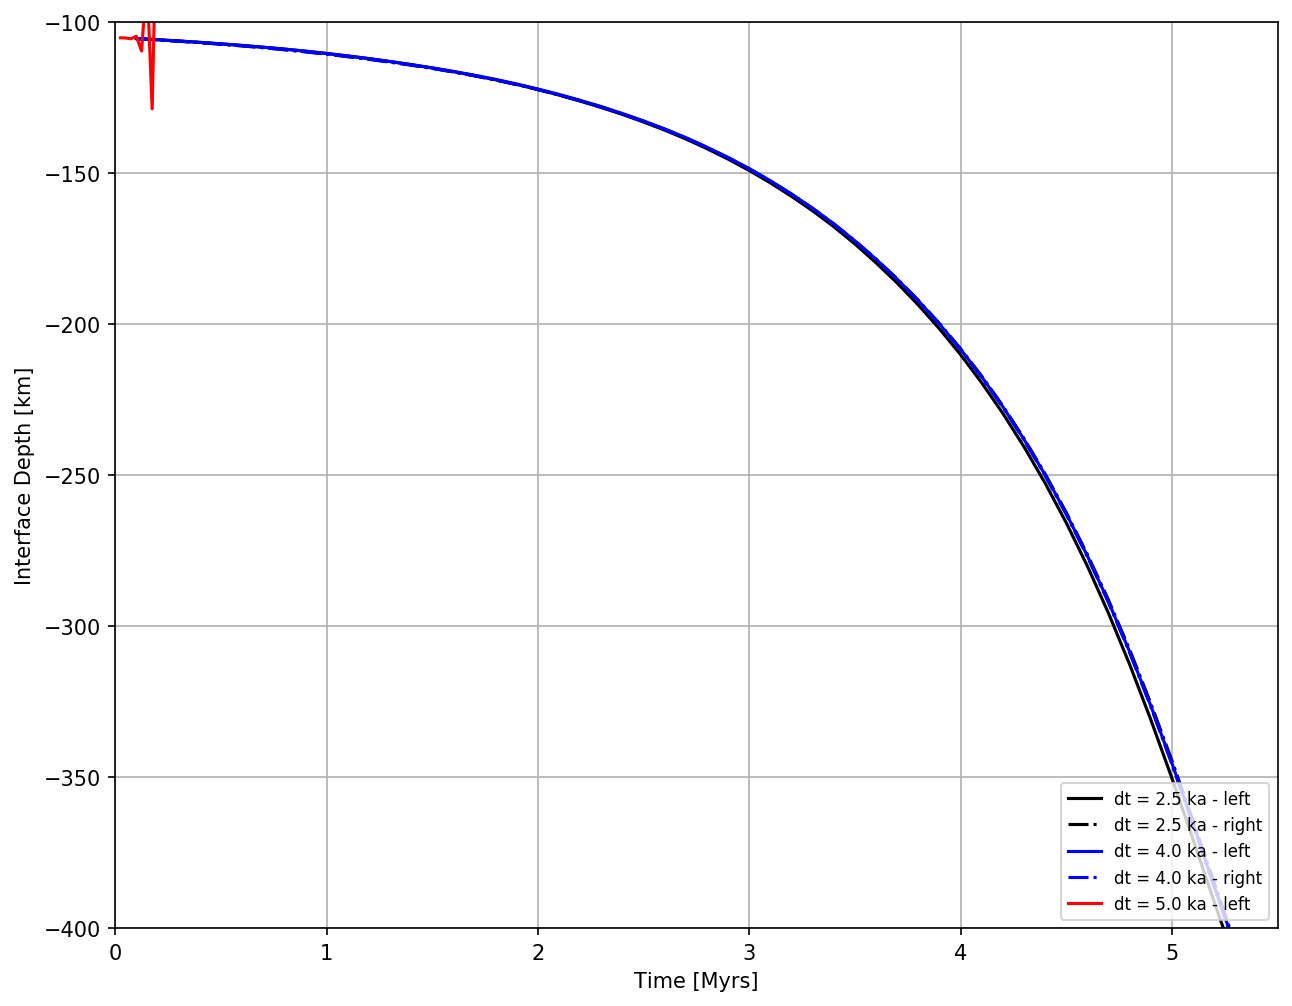 −100
−150
−200
−250
−300
−350
−400
Interface Depth [km]
dt = 2.5 ka - left
dt = 2.5 ka - right
dt = 4.0 ka - left
dt = 4.0 ka - right
dt = 5.0 ka - left
0 1 2 3 4 5
Time [Myrs]